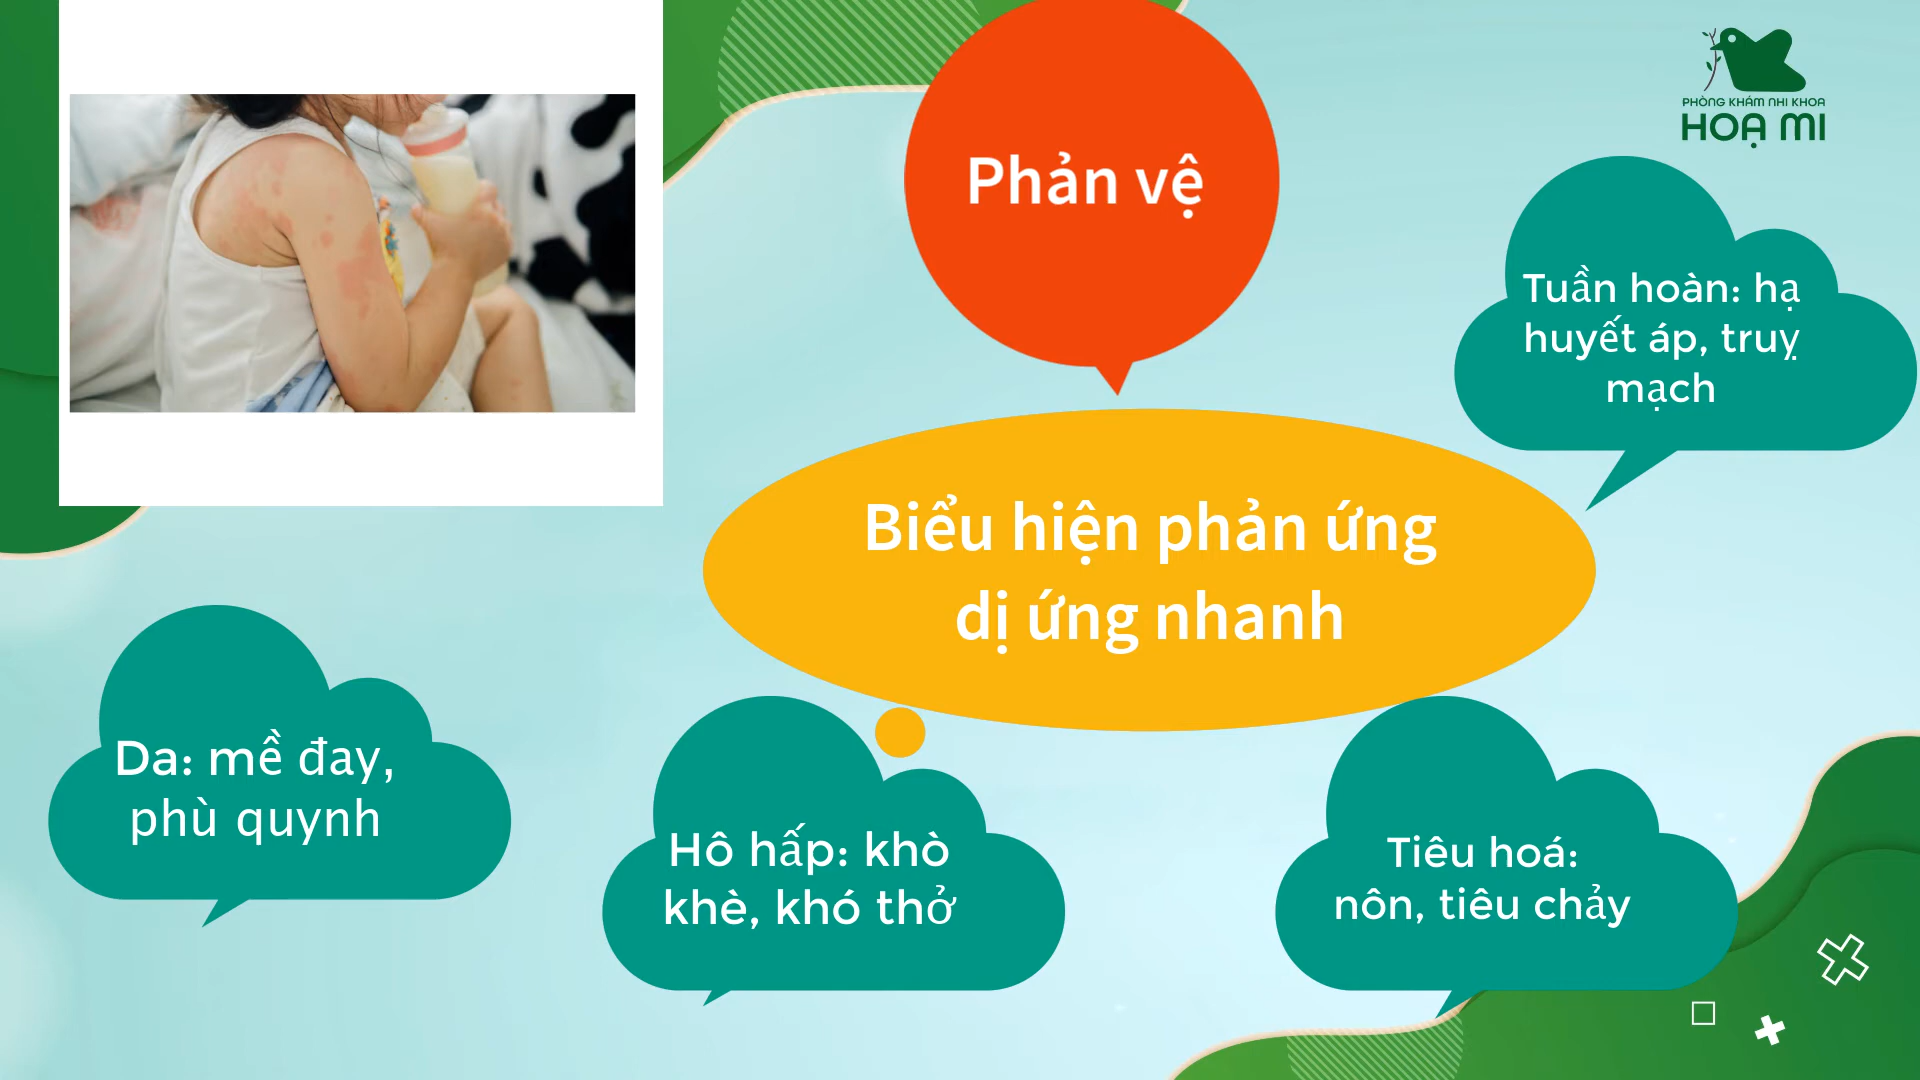 Phản vệ
PHÒNG KHÁM NHI KHOA
HOẠ MI
Tuần hoàn: hạ
huyết áp, truỵ
mạch
Biểu hiện phản ứng
dị ứng nhanh
Da: mề đay,
phù quynh
Hô hấp: khò
khè, khó thở
Tiêu hoá:
nôn, tiêu chảy